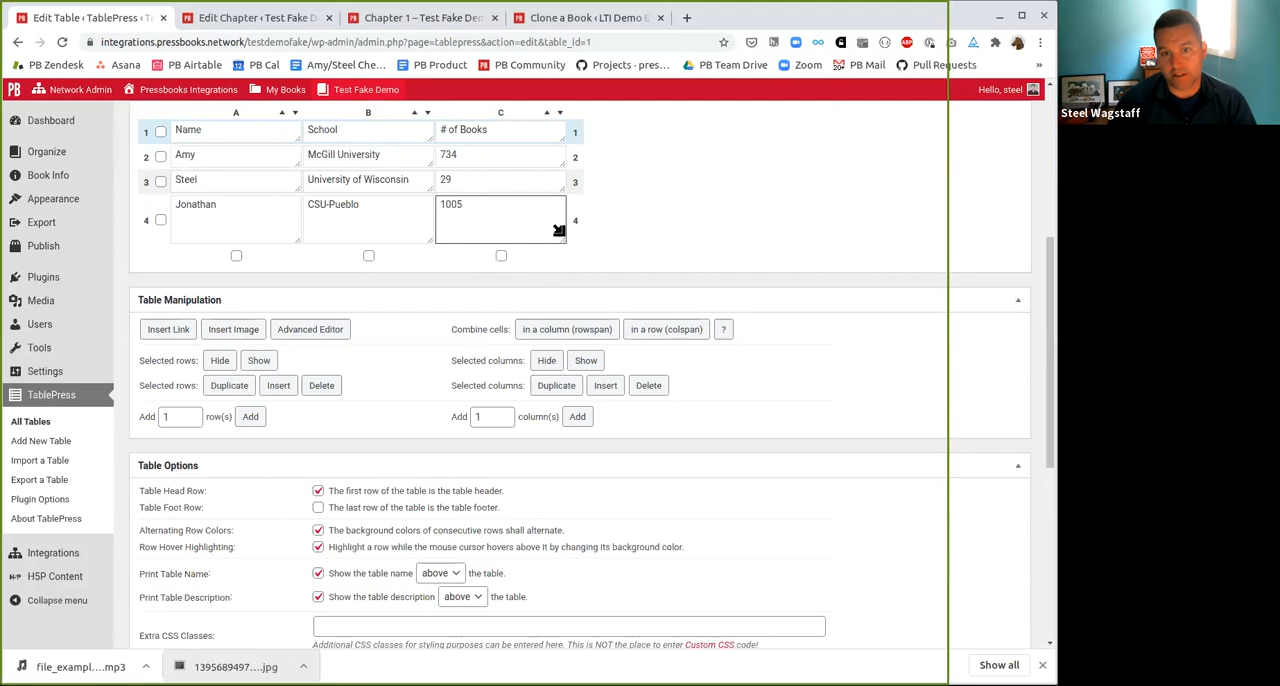 Edit Table ‹ TablePress ‹ T
Edit Chapter ‹ Test Fake D
Chapter 1 – Test Fake Dem
Clone a Book ‹ LTI Demo E
integrations.pressbooks.network/testdemofake/wp-admin/admin.php?page=tablepress&action=edit&table_id=1
PB Zendesk Asana PB Airtable PB Cal Amy/Steel Che... PB Product PB Community Projects · pres... PB Team Drive Zoom PB Mail Pull Requests »
PB Network Admin Pressbooks Integrations My Books Test Fake Demo Hello, steel
Steel Wagstaff
Dashboard
Organize
Book Info
Appearance
Export
Publish
Plugins
Media
Users
Tools
Settings
TablePress
All Tables
Add New Table
Import a Table
Export a Table
Plugin Options
About TablePress
Integrations
H5P Content
Collapse menu
A B C
1 Name School # of Books 1
2 Amy McGill University 734 2
3 Steel University of Wisconsin 29 3
4 Jonathan CSU-Pueblo 1005 4
Table Manipulation
Insert Link Insert Image Advanced Editor Combine cells: in a column (rowspan) in a row (colspan) ?
Selected rows: Hide Show Selected columns: Hide Show
Selected rows: Duplicate Insert Delete Selected columns: Duplicate Insert Delete
Add 1 row(s) Add Add 1 column(s) Add
Table Options
Table Head Row: The first row of the table is the table header.
Table Foot Row: The last row of the table is the table footer.
Alternating Row Colors: The background colors of consecutive rows shall alternate.
Row Hover Highlighting: Highlight a row while the mouse cursor hovers above it by changing its background color.
Print Table Name: Show the table name above the table.
Print Table Description: Show the table description above the table.
Extra CSS Classes:
Additional CSS classes for styling purposes can be entered here. This is NOT the place to enter Custom CSS code!
file_exampl....mp3 1395689497....jpg Show all